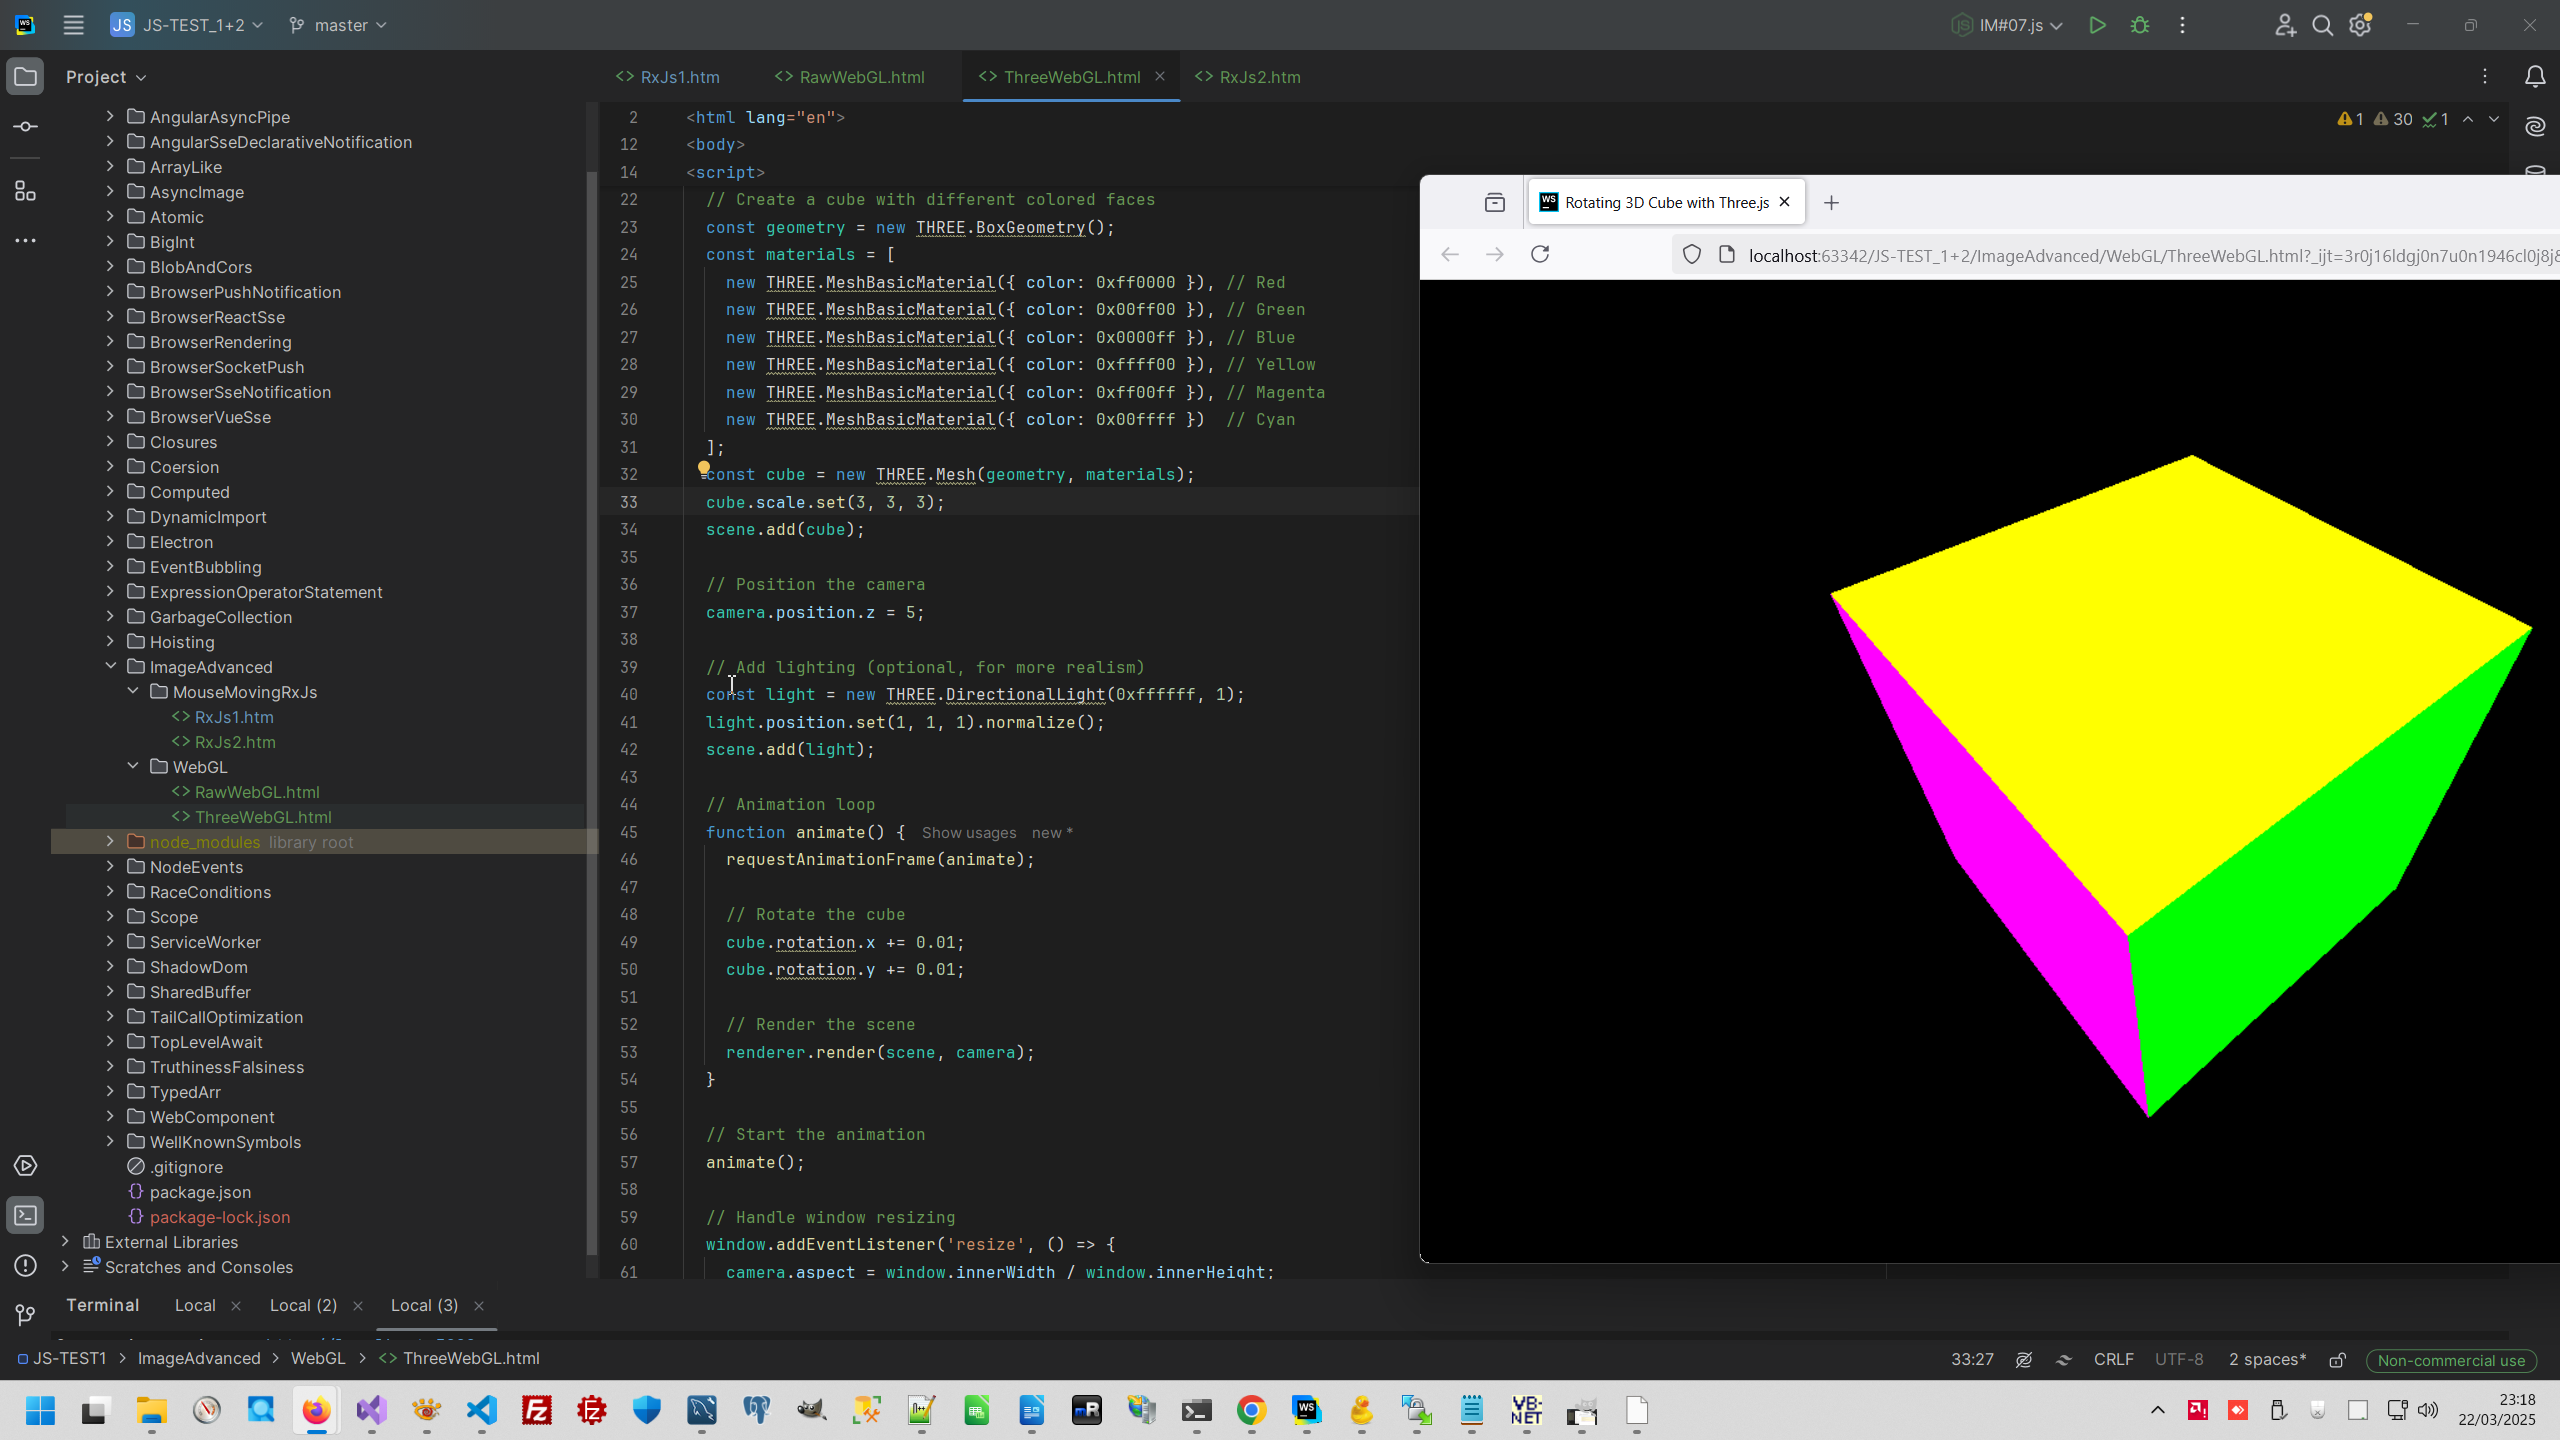 JS JS-TEST_1+2 master IM#07.js
Project
RxJs1.htm RawWebGL.html ThreeWebGL.html RxJs2.htm
AngularAsyncPipe
AngularSseDeclarativeNotification
ArrayLike
AsyncImage
Atomic
BigInt
BlobAndCors
BrowserPushNotification
BrowserReactSse
BrowserRendering
BrowserSocketPush
BrowserSseNotification
BrowserVueSse
Closures
Coersion
Computed
DynamicImport
Electron
EventBubbling
ExpressionOperatorStatement
GarbageCollection
Hoisting
ImageAdvanced
MouseMovingRxJs
RxJs1.htm
RxJs2.htm
WebGL
RawWebGL.html
ThreeWebGL.html
node_modules library root
NodeEvents
RaceConditions
Scope
ServiceWorker
ShadowDom
SharedBuffer
TailCallOptimization
TopLevelAwait
TruthinessFalsiness
TypedArr
WebComponent
WellKnownSymbols
.gitignore
package.json
package-lock.json
External Libraries
Scratches and Consoles
1 30 1
2 <html lang="en">
12 <body>
14 <script>
22 // Create a cube with different colored faces
23 const geometry = new THREE.BoxGeometry();
24 const materials = [
25 new THREE.MeshBasicMaterial({ color: 0xff0000 }), // Red
26 new THREE.MeshBasicMaterial({ color: 0x00ff00 }), // Green
27 new THREE.MeshBasicMaterial({ color: 0x0000ff }), // Blue
28 new THREE.MeshBasicMaterial({ color: 0xffff00 }), // Yellow
29 new THREE.MeshBasicMaterial({ color: 0xff00ff }), // Magenta
30 new THREE.MeshBasicMaterial({ color: 0x00ffff }) // Cyan
31 ];
32 const cube = new THREE.Mesh(geometry, materials);
33 cube.scale.set(3, 3, 3);
34 scene.add(cube);
35
36 // Position the camera
37 camera.position.z = 5;
38
39 // Add lighting (optional, for more realism)
40 const light = new THREE.DirectionalLight(0xffffff, 1);
41 light.position.set(1, 1, 1).normalize();
42 scene.add(light);
43
44 // Animation loop
45 function animate() { Show usages new *
46 requestAnimationFrame(animate);
47
48 // Rotate the cube
49 cube.rotation.x += 0.01;
50 cube.rotation.y += 0.01;
51
52 // Render the scene
53 renderer.render(scene, camera);
54 }
55
56 // Start the animation
57 animate();
58
59 // Handle window resizing
60 window.addEventListener('resize', () => {
61 camera.aspect = window.innerWidth / window.innerHeight;
WS Rotating 3D Cube with Three.js
localhost:63342/JS-TEST_1+2/ImageAdvanced/WebGL/ThreeWebGL.html?_ijt=3r0j16ldgj0n7u0n1946cl0j8j&
Terminal Local Local (2) Local (3)
JS-TEST1 > ImageAdvanced > WebGL > ThreeWebGL.html
33:27 CRLF UTF-8 2 spaces* Non-commercial use
VB:NET
23:18
22/03/2025